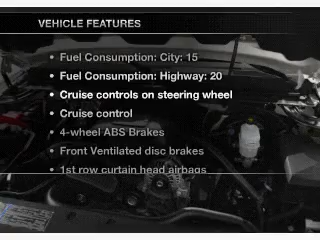 VEHICLE FEATURES
• Fuel Consumption: City: 15
• Fuel Consumption: Highway: 20
• Cruise controls on steering wheel
• Cruise control
• 4-wheel ABS Brakes
• Front Ventilated disc brakes
• 1st row curtain head airbags